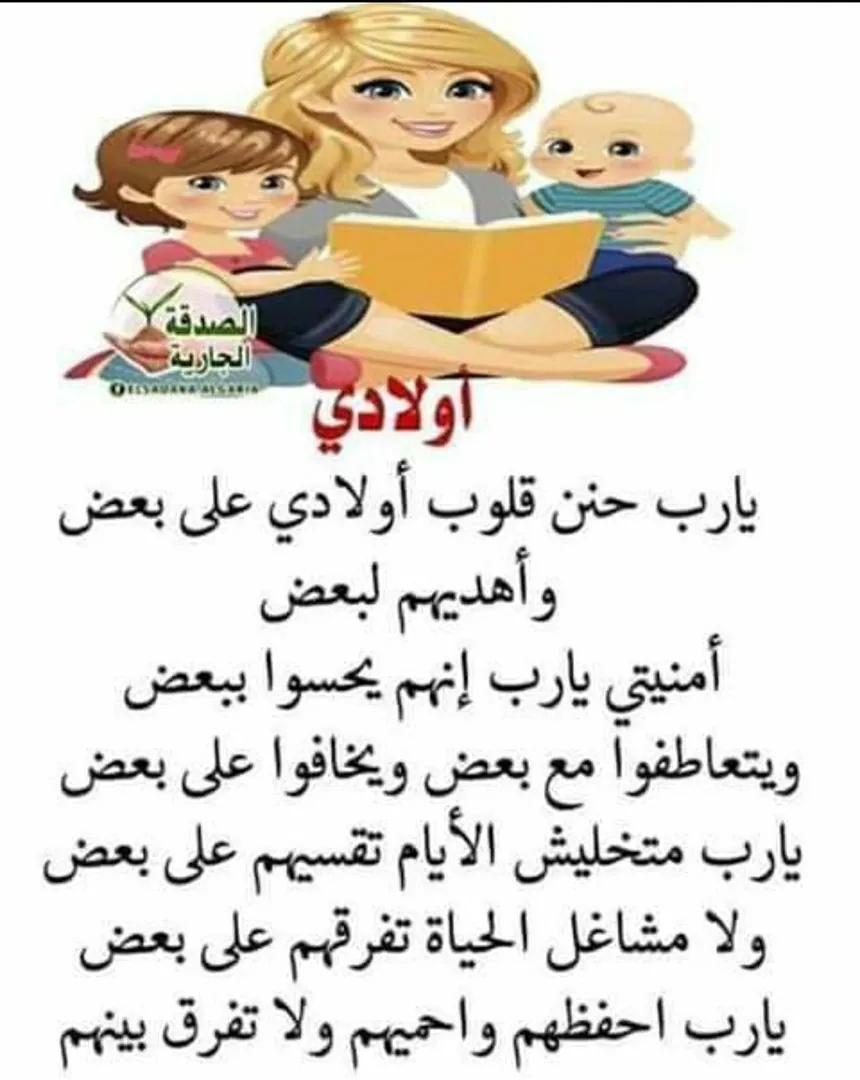 الصدقة
الجارية
ELSADAKA ALGARIA
أولادي
يارب حنن قلوب أولادي على بعض
وأهديهم لبعض
أمنيتي يارب إنهم يحسوا ببعض
ويتعاطفوا مع بعض ويخافوا على بعض
يارب متخليش الأيام تقسيهم على بعض
ولا مشاغل الحياة تفرقهم على بعض
يارب احفظهم واحميهم ولا تفرق بينهم